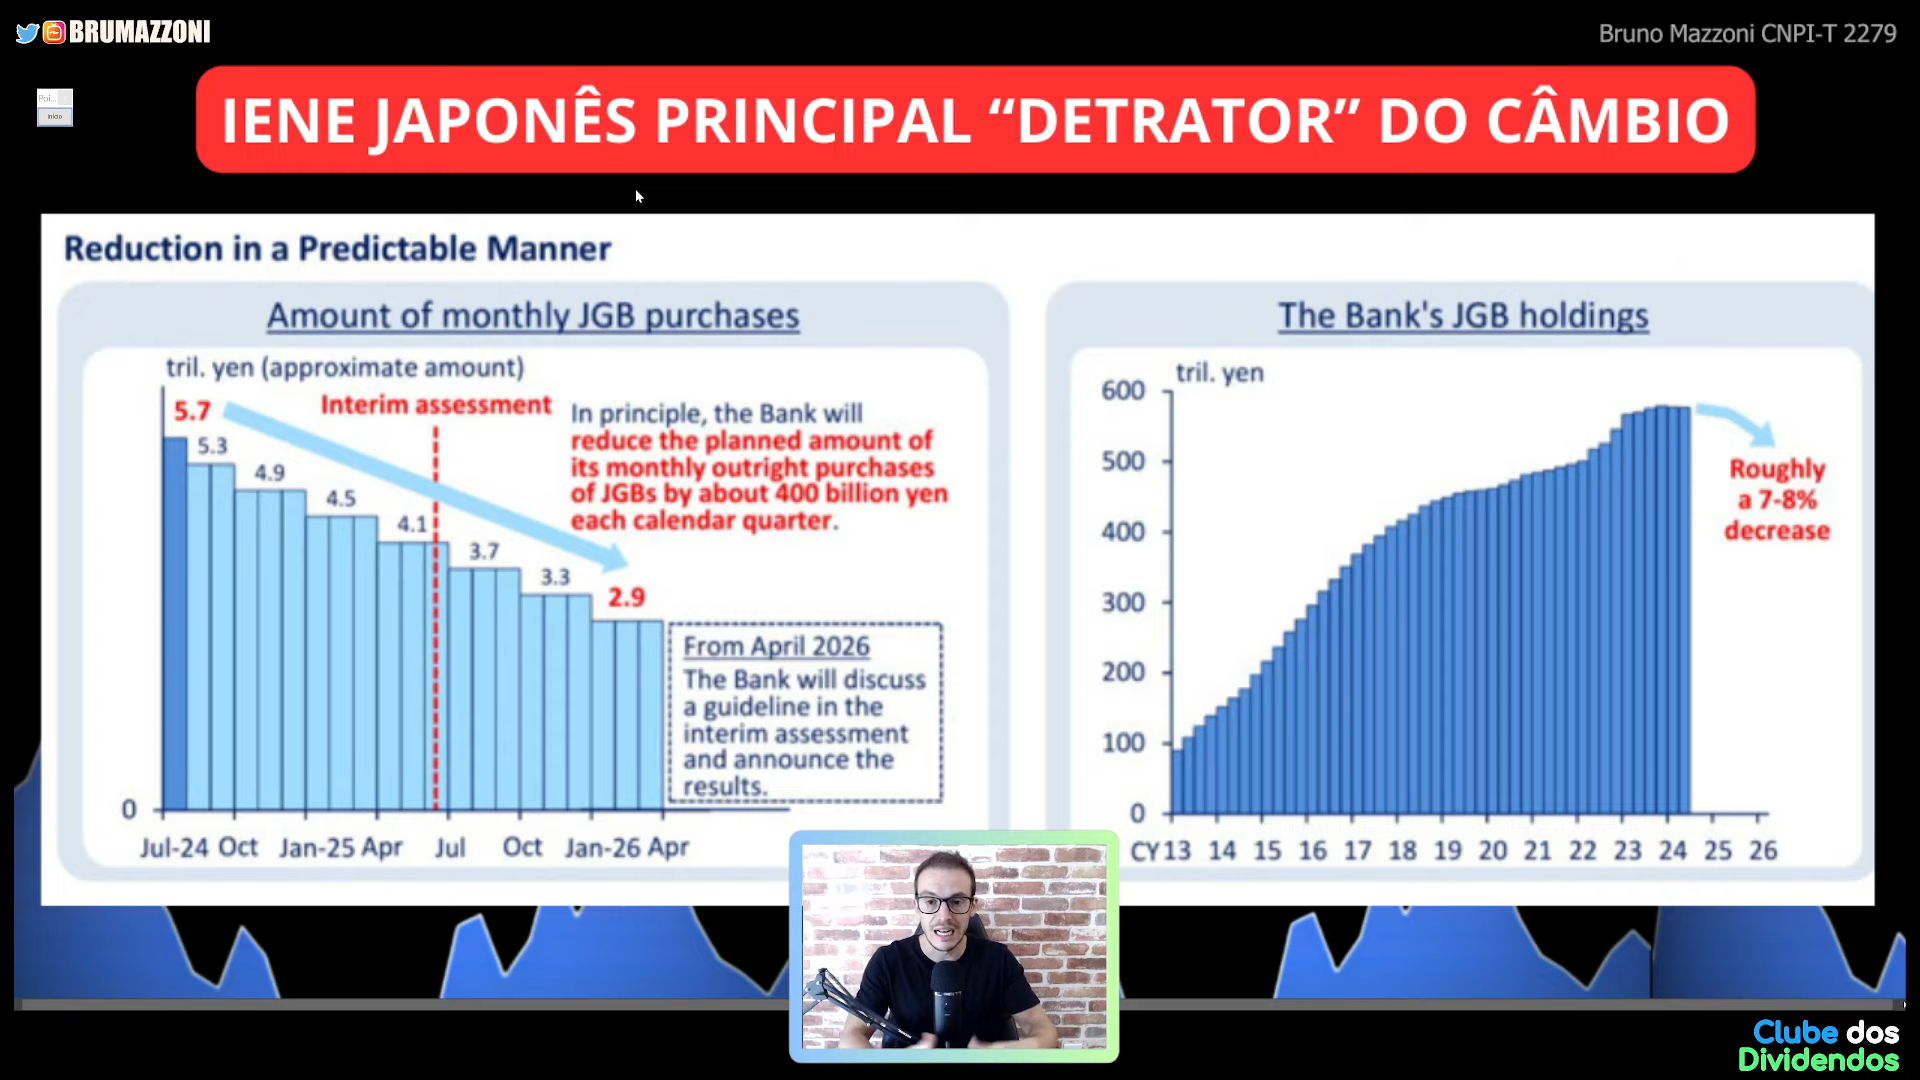 BRUMAZZONI
Bruno Mazzoni CNPI-T 2279
Poi...
Início
IENE JAPONÊS PRINCIPAL “DETRATOR” DO CÂMBIO
Reduction in a Predictable Manner
Amount of monthly JGB purchases
tril. yen (approximate amount)
5.7
5.3
4.9
4.5
4.1
3.7
3.3
2.9
Interim assessment
In principle, the Bank will
reduce the planned amount of
its monthly outright purchases
of JGBs by about 400 billion yen
each calendar quarter.
From April 2026
The Bank will discuss
a guideline in the
interim assessment
and announce the
results.
0
Jul-24 Oct Jan-25 Apr Jul Oct Jan-26 Apr
The Bank's JGB holdings
tril. yen
600
500
400
300
200
100
0
Roughly
a 7-8%
decrease
CY13 14 15 16 17 18 19 20 21 22 23 24 25 26
Clube dos
Dividendos